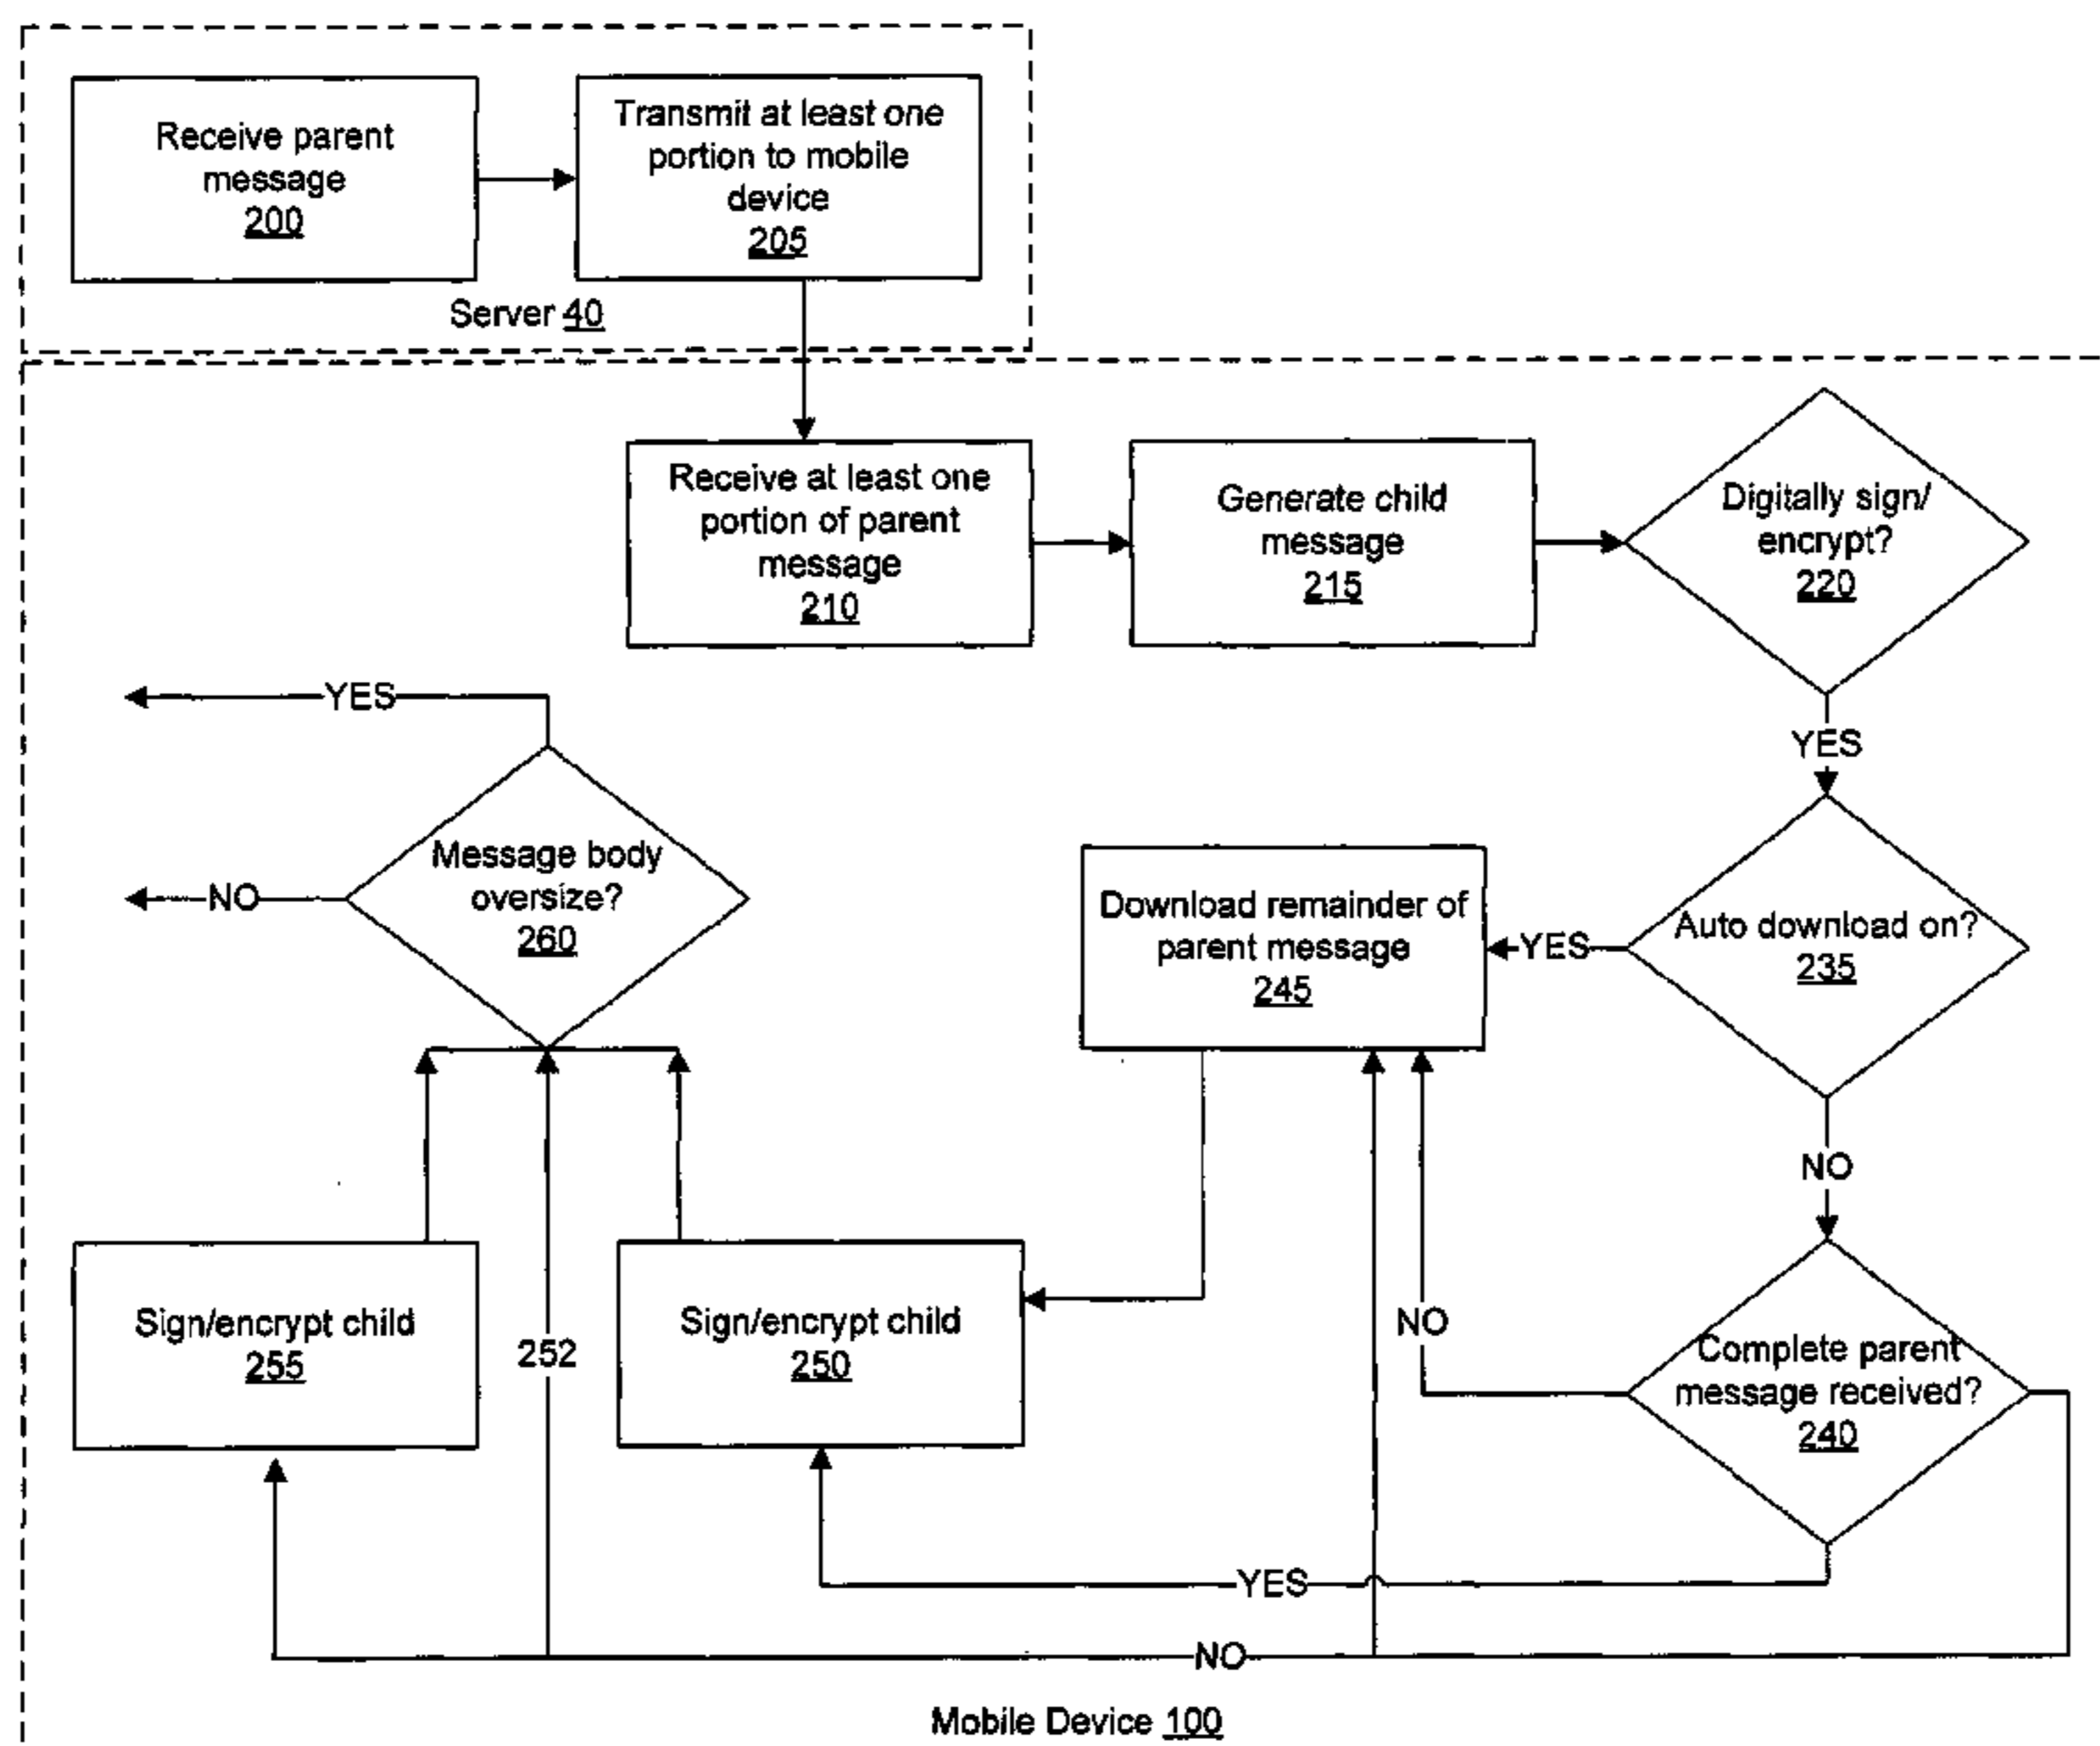 Receive parent
message
200
Transmit at least one
portion to mobile
device
205
Server 40
Receive at least one
portion of parent
message
210
Generate child
message
215
Digitally sign/
encrypt?
220
YES
YES
Message body
oversize?
260
NO
Download remainder of
parent message
245
YES
Auto download on?
235
NO
Sign/encrypt child
255
252
Sign/encrypt child
250
NO
Complete parent
message received?
240
YES
NO
Mobile Device 100